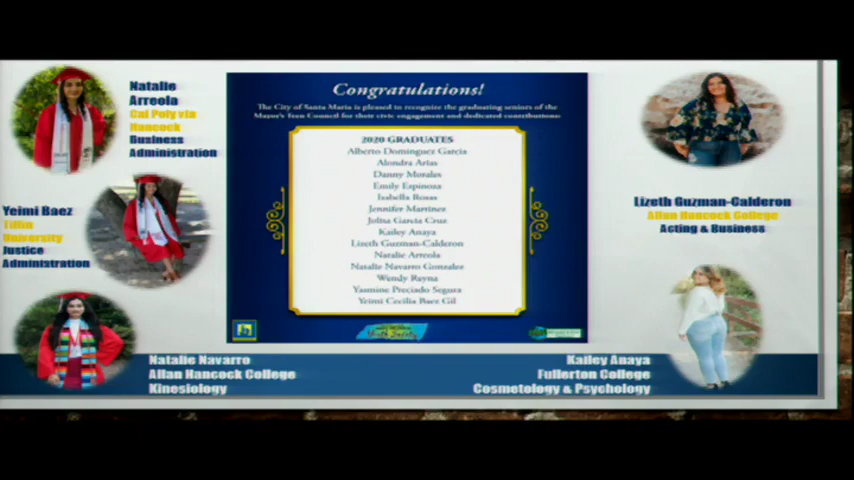 Natalie
Arreola
Cal Poly via
Hancock
Business
Administration
Yeimi Baez
University
Justice
Administration
Natalie Navarro
Allan Hancock College
Kinesiology
Congratulations!
The City of Santa Maria is pleased to recognize the graduating seniors of the
Mayor's Teen Council for their civic engagement and dedicated contributions:
2020 GRADUATES
Alberto Dominguez Garcia
Alondra Arias
Danny Morales
Emily Espinoza
Isabella Rosas
Jennifer Martinez
Jolisa Garcia Cruz
Kailey Anaya
Lizeth Guzman-Calderon
Natalie Arreola
Natalie Navarro Gonzalez
Wendy Reyna
Yasmine Preciado Segura
Yeimi Cecilia Baez Gil
Lizeth Guzman-Calderon
Allan Hancock College
Acting & Business
Kailey Anaya
Fullerton College
Cosmetology & Psychology